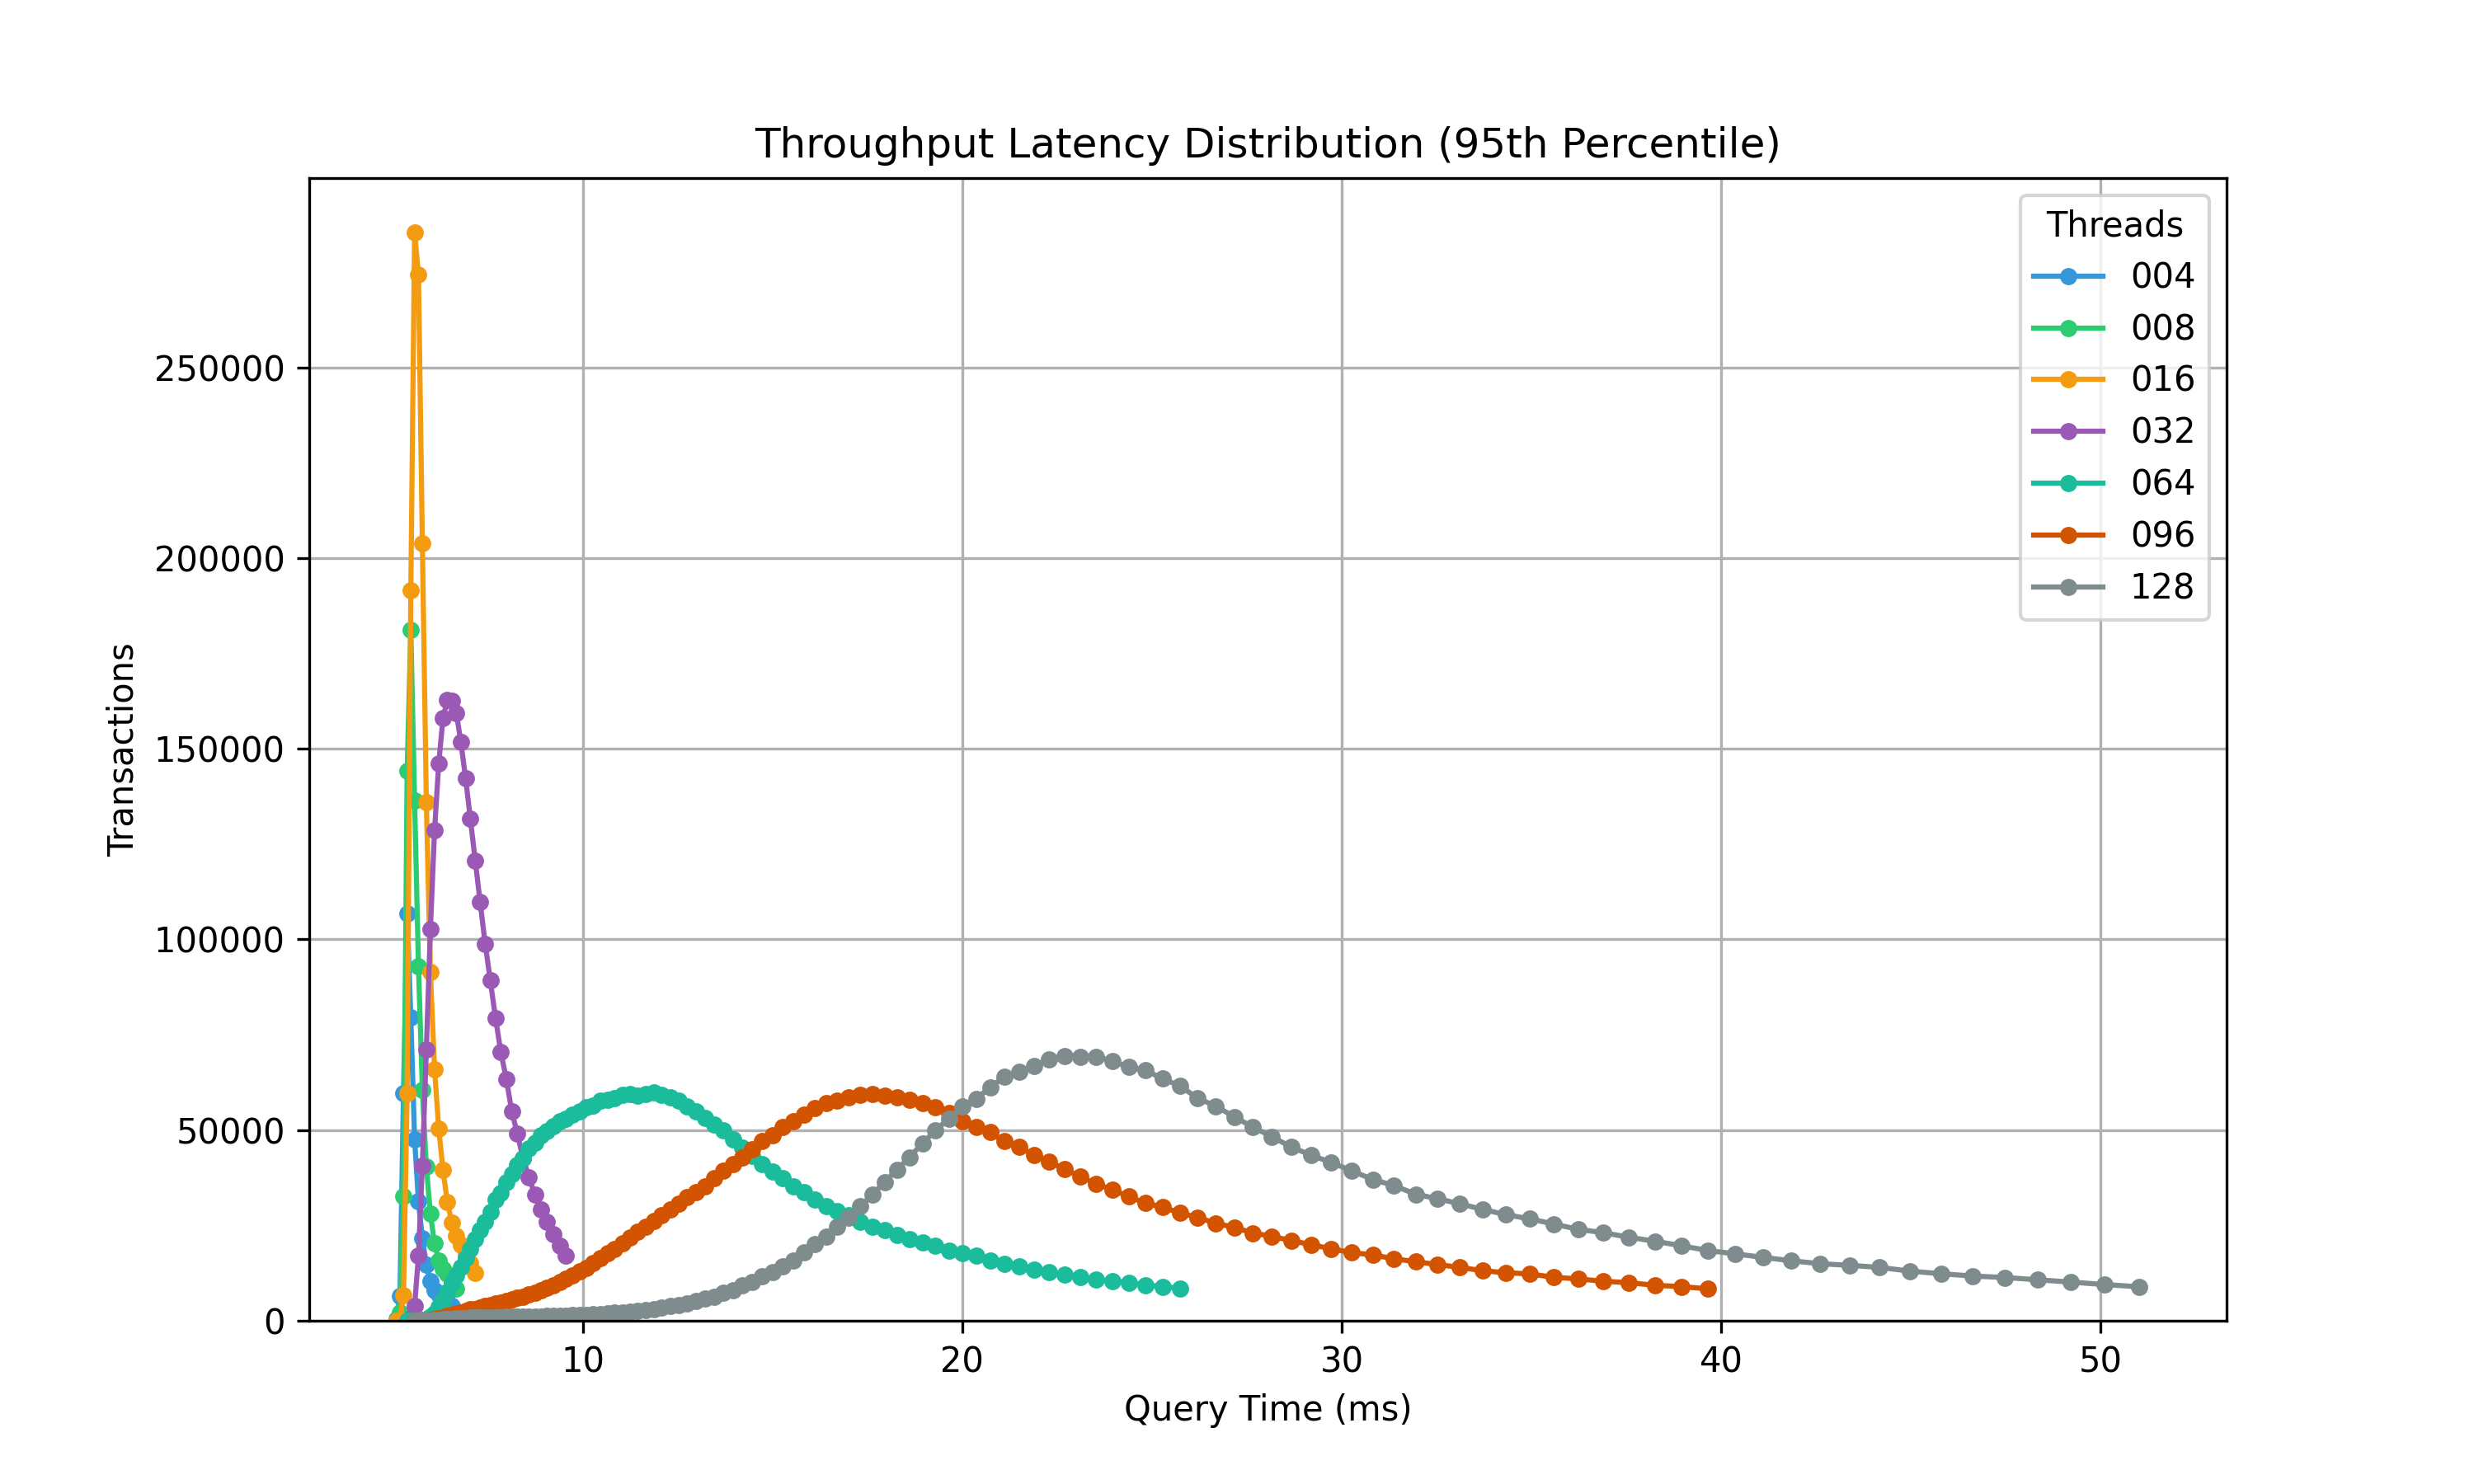 Throughput Latency Distribution (95th Percentile)
Threads
004
008
016
032
064
096
128
250000
200000
150000
100000
50000
0
Transactions
10 20 30 40 50
Query Time (ms)